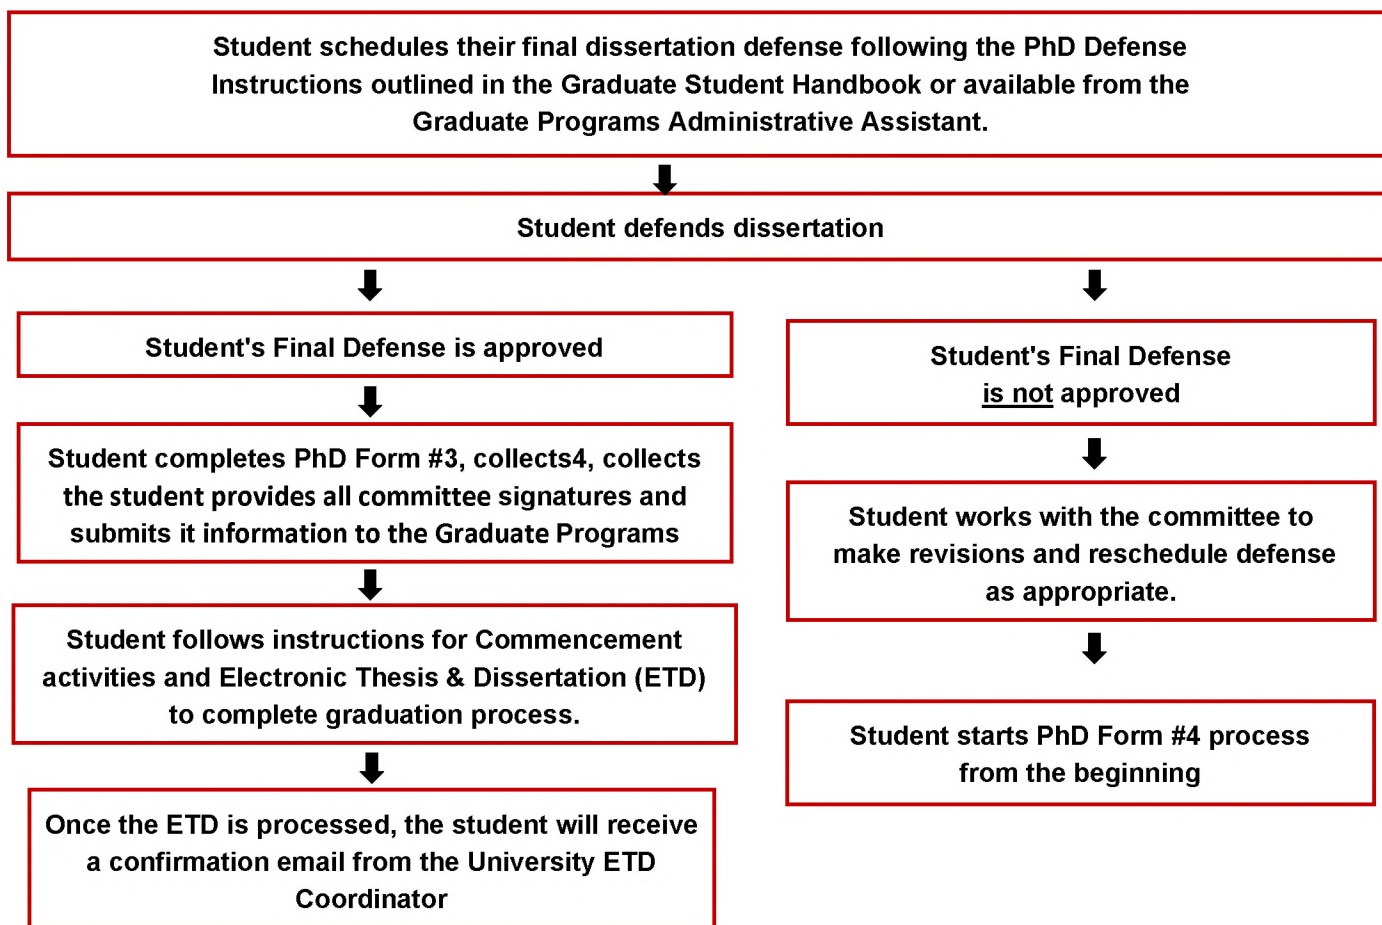 Student schedules their final dissertation defense following the PhD Defense
Instructions outlined in the Graduate Student Handbook or available from the
Graduate Programs Administrative Assistant.
Student defends dissertation
Student's Final Defense is approved
Student completes PhD Form #3, collects4, collects
the student provides all committee signatures and
submits it information to the Graduate Programs
Student follows instructions for Commencement
activities and Electronic Thesis & Dissertation (ETD)
to complete graduation process.
Once the ETD is processed, the student will receive
a confirmation email from the University ETD
Coordinator
Student's Final Defense
is not approved
Student works with the committee to
make revisions and reschedule defense
as appropriate.
Student starts PhD Form #4 process
from the beginning